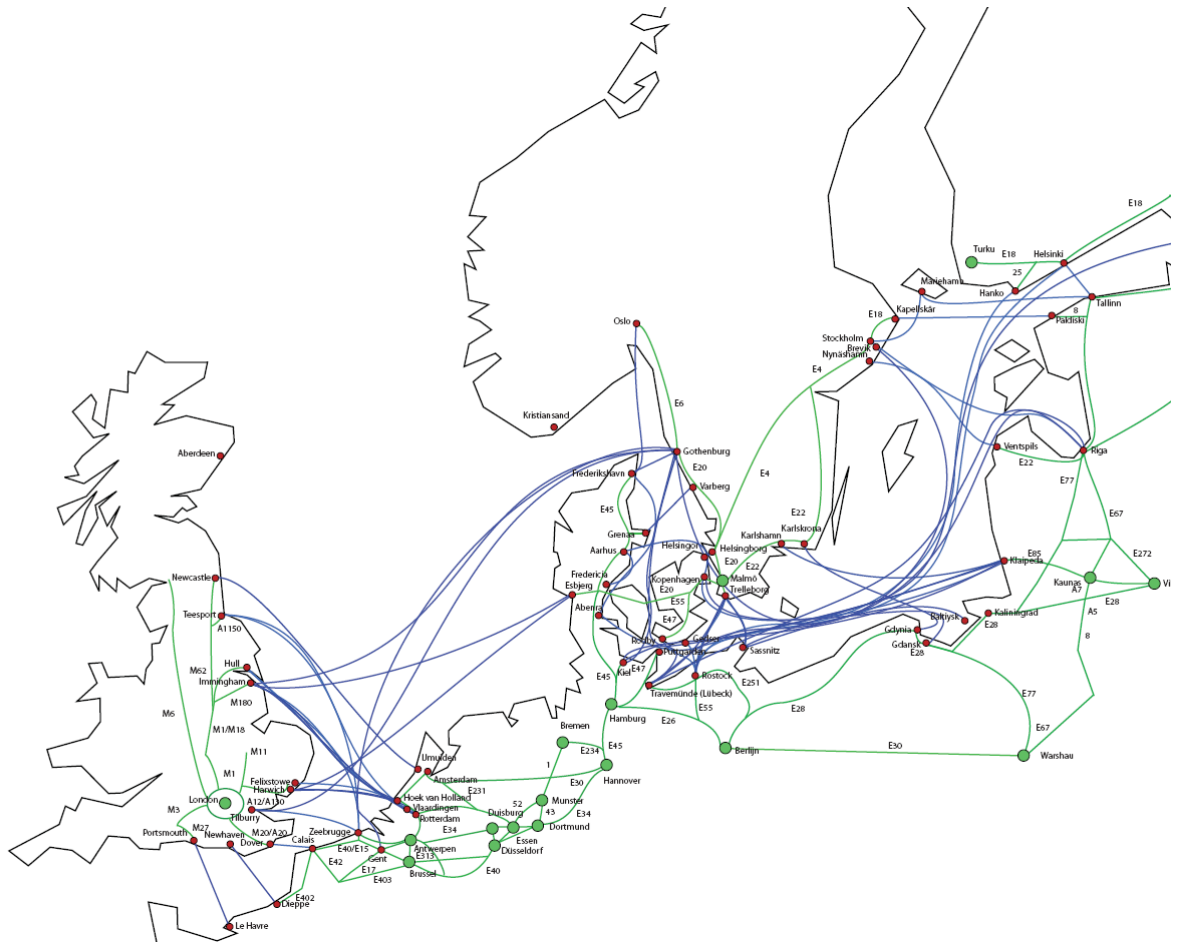 E18
Turku
E18
Helsinki
25
Mariehamn
Hanko
Tallinn
Kapellskär
8
E18
Paldiski
Oslo
Stockholm
Brevik
Nynäshamn
E4
E6
Kristiansand
Aberdeen
Gothenburg
Ventspils
Riga
E22
Frederikshavn
E20
E4
E77
Varberg
E45
E22
E67
Grenaa
Karlshamn
Karlskrona
Aarhus
Helsingor
Helsingborg
E20
E85
E272
Klaipeda
E22
Fredericia
Newcastle
Kopenhagen
Malmö
Kaunas
Vi
Esbjerg
E20
A7
Trelleborg
E28
Aberra
E55
Teesport
A5
Kaliningrad
E47
Baltiysk
A1150
E28
Gdynia
8
Rodby
Gedser
Gdansk
Puttgarden
Sassnitz
E28
Hull
M62
Kiel
E47
Immingham
Rostock
E45
E251
M180
Travemünde (Lübeck)
E77
Hamburg
E55
E28
M6
E26
M1/M18
Bremen
E67
Berlijn
E45
M11
E234
E30
Warshau
IJmuiden
1
Hannover
M1
Felixstowe
Amsterdam
E30
Harwich
E231
London
A12/A130
Hoek van Holland
52
Munster
M3
Vlaardingen
E34
Tilburry
Rotterdam
Duisburg
43
M27
Portsmouth
Newhaven
M20/A20
Zeebrugge
E34
Dortmund
Dover
Calais
Essen
E40/E15
Antwerpen
Düsseldorf
E313
E42
Gent
E17
Brussel
E40
E403
E402
Dieppe
Le Havre